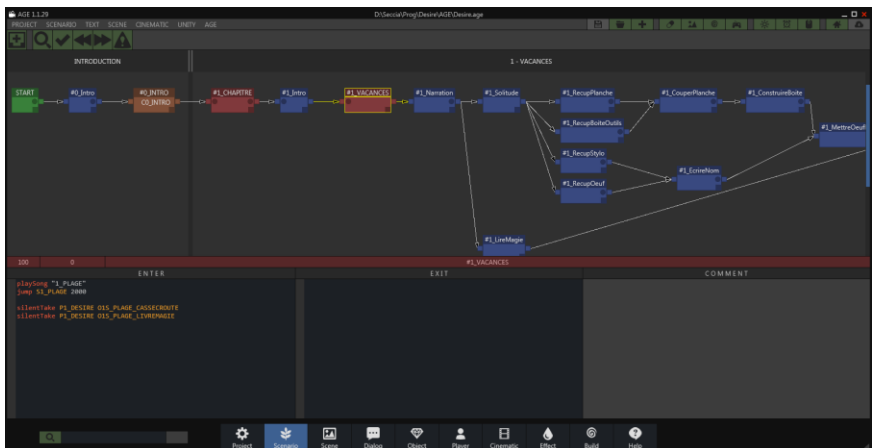 AGE 1.1.29
D:\Seccia\Prog\Desire\AGE\Desire.age
PROJECT SCENARIO TEXT SCENE CINEMATIC UNITY AGE
INTRODUCTION
1 - VACANCES
START
#0_Intro
#0_INTRO
C0_INTRO
#1_CHAPITRE
#1_Intro
#1_VACANCES
#1_Narration
#1_Solitude
#1_RecupPlanche
#1_CouperPlanche
#1_ConstruireBoite
#1_RecupBoiteOutils
#1_MettreOeuf
#1_RecupStylo
#1_EcrireNom
#1_RecupOeuf
#1_LireMagie
100 0 #1_VACANCES
ENTER EXIT COMMENT
playSong "1_PLAGE"
jump S1_PLAGE 2000
silentTake P1_DESIRE O1S_PLAGE_CASSECROUTE
silentTake P1_DESIRE O1S_PLAGE_LIVREMAGIE
Project Scenario Scene Dialog Object Player Cinematic Effect Build Help